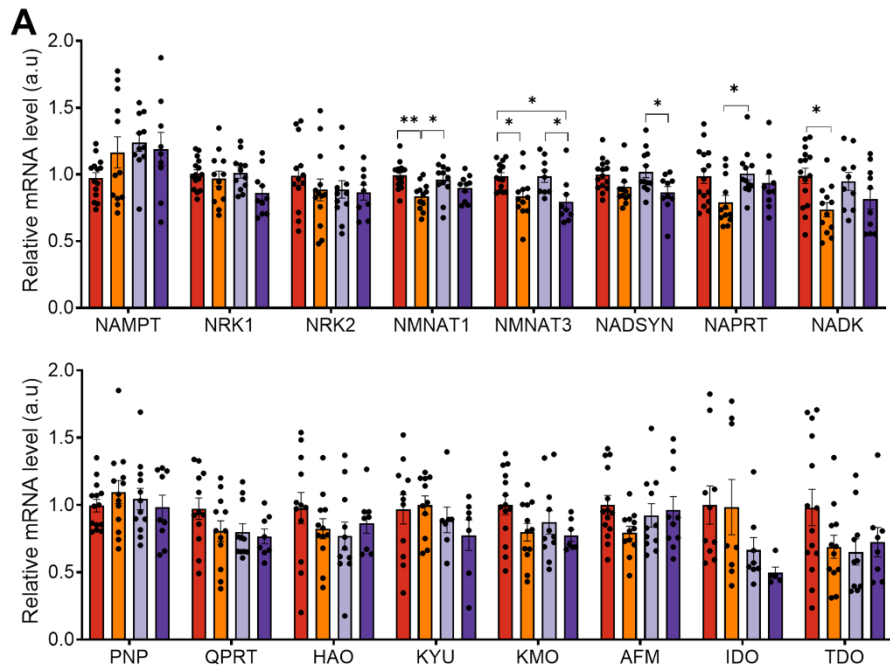 A
Relative mRNA level (a.u)
2.0
1.5
1.0
0.5
0.0
** * * * * * * *
NAMPT NRK1 NRK2 NMNAT1 NMNAT3 NADSYN NAPRT NADK
Relative mRNA level (a.u)
2.0
1.5
1.0
0.5
0.0
PNP QPRT HAO KYU KMO AFM IDO TDO